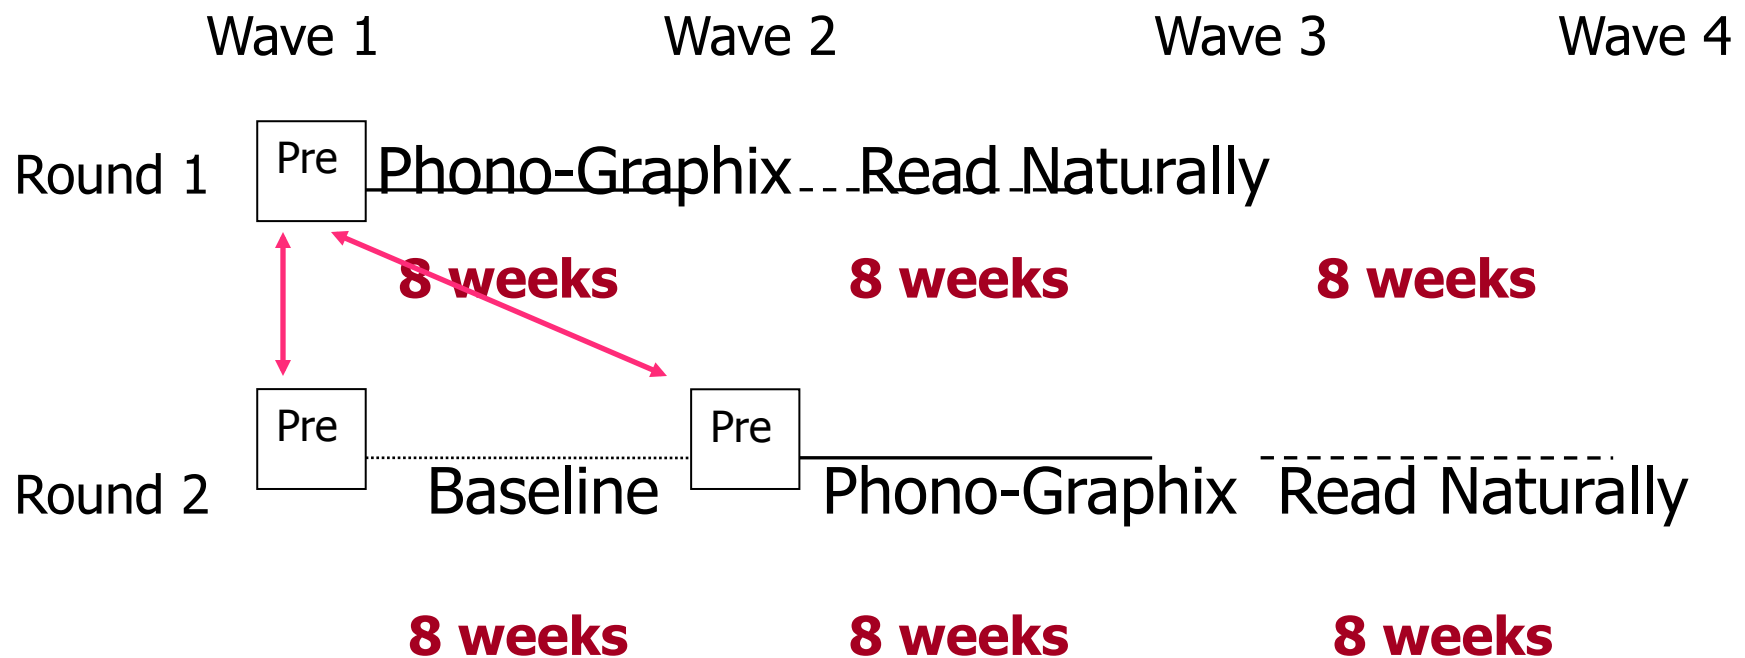 Wave 1 Wave 2 Wave 3 Wave 4
Round 1 Pre Phono-Graphix Read Naturally
8 weeks 8 weeks 8 weeks
Pre Pre
Round 2 Baseline Phono-Graphix Read Naturally
8 weeks 8 weeks 8 weeks